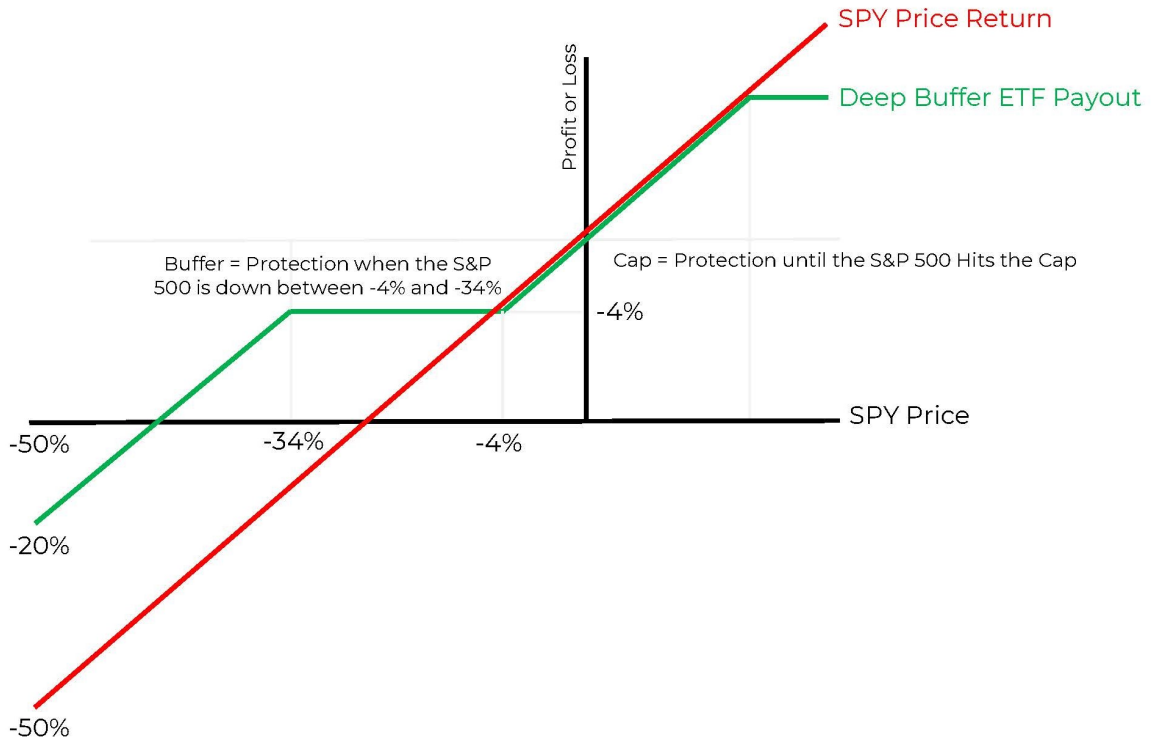 SPY Price Return
Profit or Loss
Deep Buffer ETF Payout
Buffer = Protection when the S&P
500 is down between -4% and -34%
Cap = Protection until the S&P 500 Hits the Cap
-4%
SPY Price
-50%
-34%
-4%
-20%
-50%